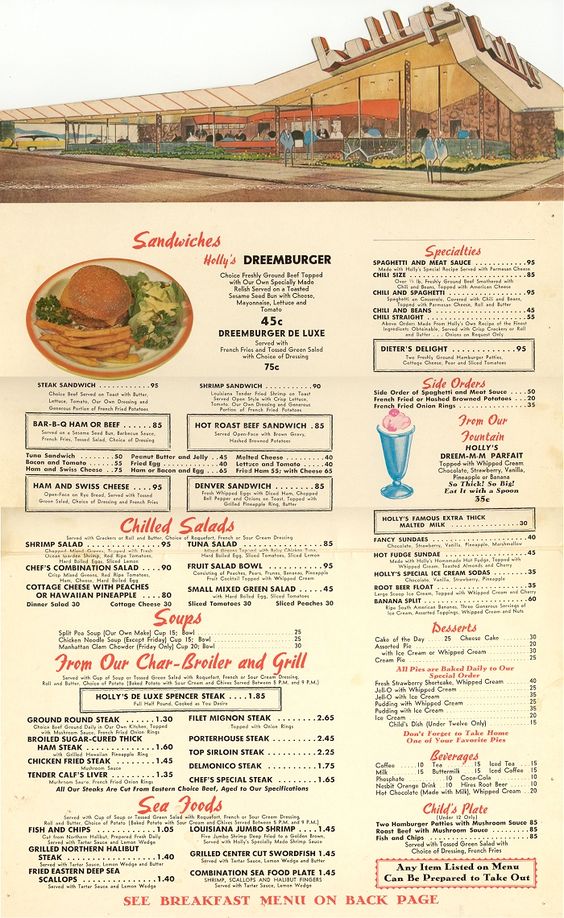 holly's
holly's
Sandwiches
Holly's DREEMBURGER
Choice Freshly Ground Beef Topped
with Our Own Specially Made
Relish Served on a Toasted
Sesame Seed Bun with Cheese,
Mayonnaise, Lettuce and
Tomato
45c
DREEMBURGER DE LUXE
Served with
French Fries and Tossed Green Salad
with Choice of Dressing
75c
STEAK SANDWICH .95
Choice Beef Served on Toast with Butter,
Lettuce, Tomato, Our Own Dressing and
Generous Portion of French Fried Potatoes
SHRIMP SANDWICH .90
Louisiana Tender Fried Shrimp on Toast
Served Open Style with Crisp Lettuce,
Tomato, Our Own Dressing and Generous
Portion of French Fried Potatoes
BAR-B-Q HAM OR BEEF .85
Served on a Sesame Seed Bun, Barbecue Sauce,
French Fries, Tossed Salad, Choice of Dressing
HOT ROAST BEEF SANDWICH .85
Served Open-Face with Brown Gravy,
Hashed Browned Potatoes
Tuna Sandwich .50 Peanut Butter and Jelly .45 Melted Cheese .40
Bacon and Tomato .55 Fried Egg .40 Lettuce and Tomato .40
Ham and Swiss Cheese .75 Ham or Bacon and Egg .65 Fried Ham 55; with Cheese 65
HAM AND SWISS CHEESE .95
Open-Face on Rye Bread, Served with Tossed
Green Salad, Choice of Dressing and French Fries
DENVER SANDWICH .85
Fresh Whipped Eggs with Diced Ham, Chopped
Bell Pepper and Onions on Toast, Topped with
Grilled Pineapple Ring, Butter
Chilled Salads
Served with Crackers or Roll and Butter, Choice of Roquefort, French or Sour Cream Dressing
SHRIMP SALAD .95
Chopped Mixed Greens, Topped with Fresh
Ocean Garden Shrimp, Red Ripe Tomatoes,
Hard Boiled Egg, Sliced Lemon
TUNA SALAD .85
Mixed Greens Topped with
Hard Boiled Egg, Sliced Tomatoes, Sliced Lemon
CHEF'S COMBINATION SALAD .90
Crisp Mixed Greens, Red Ripe Tomatoes,
Ham, Cheese, Hard Boiled Egg
FRUIT SALAD BOWL .95
Consisting of Peaches, Pears, Prunes, Bananas, Pineapple
Fruit Cocktail Topped with Whipped Cream
COTTAGE CHEESE WITH PEACHES
OR HAWAIIAN PINEAPPLE .80
SMALL MIXED GREEN SALAD .45
with Hard Boiled Egg, Sliced Tomatoes
Dinner Salad 30 Cottage Cheese 30 Sliced Tomatoes 30 Sliced Peaches 30
Soups
Split Pea Soup (Our Own Make) Cup 15; Bowl 25
Chicken Noodle Soup (Except Friday) Cup 15; Bowl 25
Manhattan Clam Chowder (Friday Only) Cup 20; Bowl 30
From Our Char-Broiler and Grill
Served with Cup of Soup or Tossed Green Salad with Roquefort, French or Sour Cream Dressing,
Roll and Butter, Choice of Potatoes (Baked Potato with Sour Cream and Chives Served Between 5 P.M. and 9 P.M.)
HOLLY'S DE LUXE SPENCER STEAK .1.85
Full Half Pound, Cooked as You Desire
GROUND ROUND STEAK .1.30
Choice Beef Ground Daily in Our Own Kitchen, Topped
with Mushroom Sauce, French Fried Onion Rings
FILET MIGNON STEAK 2.65
Topped with Onion Rings
BROILED SUGAR-CURED THICK
HAM STEAK 1.60
with Grilled Hawaiian Pineapple Ring
PORTERHOUSE STEAK 2.45
TOP SIRLOIN STEAK 2.25
CHICKEN FRIED STEAK 1.45
Mushroom Sauce
DELMONICO STEAK 1.75
TENDER CALF'S LIVER 1.35
Mushroom Sauce, French Fried Onion Rings
CHEF'S SPECIAL STEAK 1.65
All Our Steaks Are Cut From Eastern Choice Beef, Aged to Our Specifications
Sea Foods
Served with Cup of Soup or Tossed Green Salad with Roquefort, French or Sour Cream Dressing,
Roll and Butter, Choice of Potato (Baked Potato with Sour Cream and Chives Served Between 5 P.M. and 9 P.M.)
FISH AND CHIPS 1.05
Cut from Northern Halibut, Prepared Fresh Daily
Served with Tartar Sauce and Lemon Wedge
LOUISIANA JUMBO SHRIMP 1.45
Five Jumbo Shrimp Deep Fried to a Golden Brown,
Served with Holly's Specially Made Shrimp Sauce
GRILLED NORTHERN HALIBUT
STEAK 1.40
Served with Tartar Sauce, Lemon Wedge and Butter
GRILLED CENTER CUT SWORDFISH 1.45
Served with Tartar Sauce, Lemon Wedge and Butter
FRIED EASTERN DEEP SEA
SCALLOPS 1.40
Served with Tartar Sauce and Lemon Wedge
COMBINATION SEA FOOD PLATE 1.45
SHRIMP, SCALLOPS AND HALIBUT FINGERS
Served with Tartar Sauce and Lemon Wedge
Specialties
SPAGHETTI AND MEAT SAUCE .95
Made with Holly's Special Recipe Served with Parmesan Cheese
CHILI SIZE .85
Over ½ lb. Freshly Ground Beef Smothered with
Chili and Beans, Topped with American Cheese
CHILI AND SPAGHETTI .95
Spaghetti en Casserole, Covered with Chili and Beans,
Topped with Parmesan Cheese, Roll and Butter
CHILI AND BEANS .45
CHILI STRAIGHT .55
Above Orders Made From Holly's Own Recipe of the Finest
Ingredients Obtainable, Served with Crisp Crackers or Roll
and Butter . . . Onions on Request Only
DIETER'S DELIGHT .95
Two Freshly Ground Hamburger Patties,
Cottage Cheese, Pear and Sliced Tomatoes
Side Orders
Side Order of Spaghetti and Meat Sauce .50
French Fried or Hashed Browned Potatoes .20
French Fried Onion Rings .35
From Our
Fountain
HOLLY'S
DREEM-M-M PARFAIT
Topped with Whipped Cream
Chocolate, Strawberry, Vanilla,
Pineapple or Banana
So Thick! So Big!
Eat It with a Spoon
35c
HOLLY'S FAMOUS EXTRA THICK
MALTED MILK .30
FANCY SUNDAES .40
Chocolate, Strawberry, Vanilla, Pineapple, Marshmallow
HOT FUDGE SUNDAE .45
Made with Holly's Homemade Hot Fudge, Topped with
Whipped Cream, Toasted Almonds and Cherry
HOLLY'S SPECIAL ICE CREAM SODAS .35
Chocolate, Vanilla, Strawberry, Pineapple
ROOT BEER FLOAT .35
Large Scoop Ice Cream, Topped with Whipped Cream and Cherry
BANANA SPLIT .60
Ripe South American Bananas, Three Generous Servings of
Ice Cream, Assorted Toppings, Whipped Cream and Nuts
Desserts
Cake of the Day 25 Cheese Cake 30
Assorted Pie 20
with Ice Cream or Whipped Cream 30
Cream Pie 25
All Pies are Baked Daily to Our
Special Order
Fresh Strawberry Shortcake, Whipped Cream 40
Jell-O with Whipped Cream 25
Jell-O with Ice Cream 35
Pudding with Whipped Cream 25
Pudding with Ice Cream 35
Ice Cream 20
Child's Dish (Under Twelve Only) 15
Don't Forget to Take Home
One of Your Favorite Pies
Beverages
Coffee .10 Tea .15 Iced Tea .15
Milk .15 Buttermilk .15 Iced Coffee 15
Phosphate .10 Coca-Cola .10
Nesbit Orange Drink 10 Hires Root Beer 10
Hot Chocolate (Made with Milk), Whipped Cream .20
Child's Plate
(Under 12 Only)
Two Hamburger Patties with Mushroom Sauce 85
Roast Beef with Mushroom Sauce 85
Fish and Chips 85
Served with Tossed Green Salad with
Choice of Dressing, French Fries
Any Item Listed on Menu
Can Be Prepared to Take Out
SEE BREAKFAST MENU ON BACK PAGE